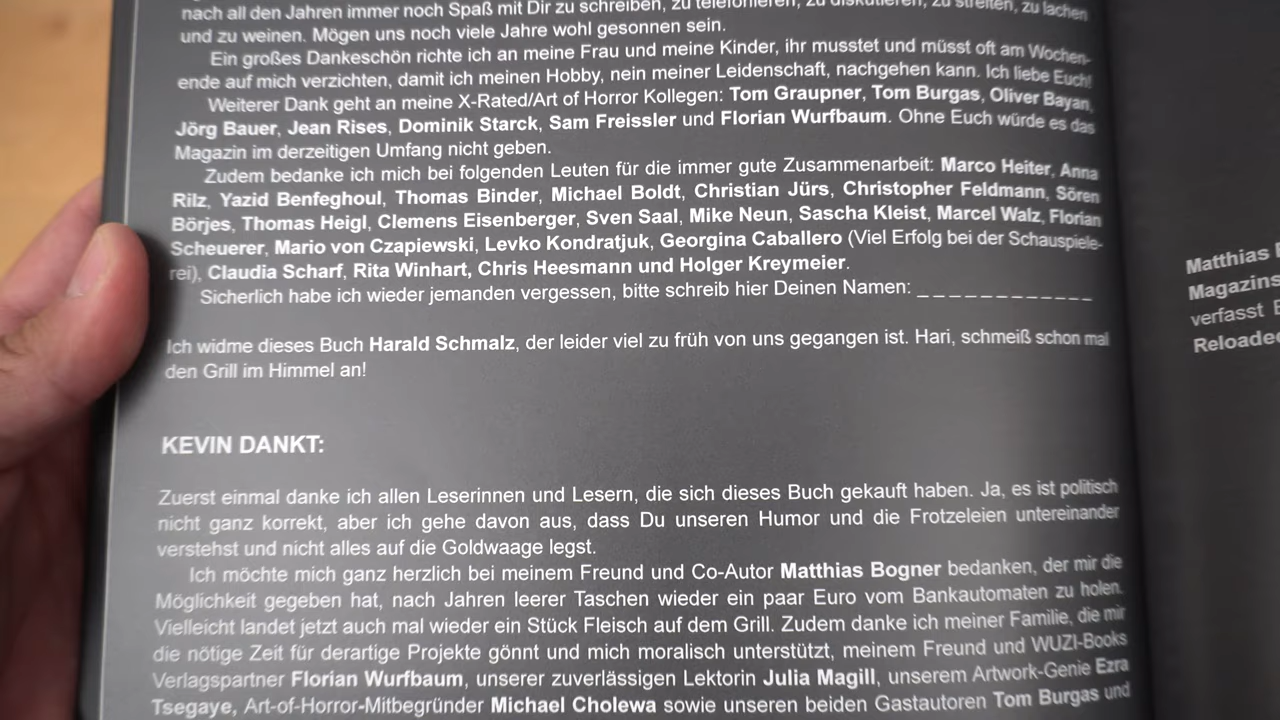 nach all den Jahren immer noch Spaß mit Dir zu schreiben, zu telefonieren, zu diskutieren, zu streiten, zu lachen
und zu weinen. Mögen uns noch viele Jahre wohl gesonnen sein.
Ein großes Dankeschön richte ich an meine Frau und meine Kinder, ihr musstet und müsst oft am Wochen-
ende auf mich verzichten, damit ich meinen Hobby, nein meiner Leidenschaft, nachgehen kann. Ich liebe Euch!
Weiterer Dank geht an meine X-Rated/Art of Horror Kollegen: Tom Graupner, Tom Burgas, Oliver Bayan,
Jörg Bauer, Jean Rises, Dominik Starck, Sam Freissler und Florian Wurfbaum. Ohne Euch würde es das
Magazin im derzeitigen Umfang nicht geben.
Zudem bedanke ich mich bei folgenden Leuten für die immer gute Zusammenarbeit: Marco Heiter, Anna
Rilz, Yazid Benfeghoul, Thomas Binder, Michael Boldt, Christian Jürs, Christopher Feldmann, Sören
Börjes, Thomas Heigl, Clemens Eisenberger, Sven Saal, Mike Neun, Sascha Kleist, Marcel Walz, Florian
Scheuerer, Mario von Czapiewski, Levko Kondratjuk, Georgina Caballero (Viel Erfolg bei der Schauspiele-
rei), Claudia Scharf, Rita Winhart, Chris Heesmann und Holger Kreymeier.
Sicherlich habe ich wieder jemanden vergessen, bitte schreib hier Deinen Namen: _ _ _ _ _ _ _ _ _ _ _ _ _
Ich widme dieses Buch Harald Schmalz, der leider viel zu früh von uns gegangen ist. Hari, schmeiß schon mal
den Grill im Himmel an!
KEVIN DANKT:
Zuerst einmal danke ich allen Leserinnen und Lesern, die sich dieses Buch gekauft haben. Ja, es ist politisch
nicht ganz korrekt, aber ich gehe davon aus, dass Du unseren Humor und die Frotzeleien untereinander
verstehst und nicht alles auf die Goldwaage legst.
Ich möchte mich ganz herzlich bei meinem Freund und Co-Autor Matthias Bogner bedanken, der mir die
Möglichkeit gegeben hat, nach Jahren leerer Taschen wieder ein paar Euro vom Bankautomaten zu holen.
Vielleicht landet jetzt auch mal wieder ein Stück Fleisch auf dem Grill. Zudem danke ich meiner Familie, die mir
die nötige Zeit für derartige Projekte gönnt und mich moralisch unterstützt, meinem Freund und WUZI-Books
Verlagspartner Florian Wurfbaum, unserer zuverlässigen Lektorin Julia Magill, unserem Artwork-Genie Ezra
Tsegaye, Art-of-Horror-Mitbegründer Michael Cholewa sowie unseren beiden Gastautoren Tom Burgas und
Matthias
Magazins
verfasst
Reloaded